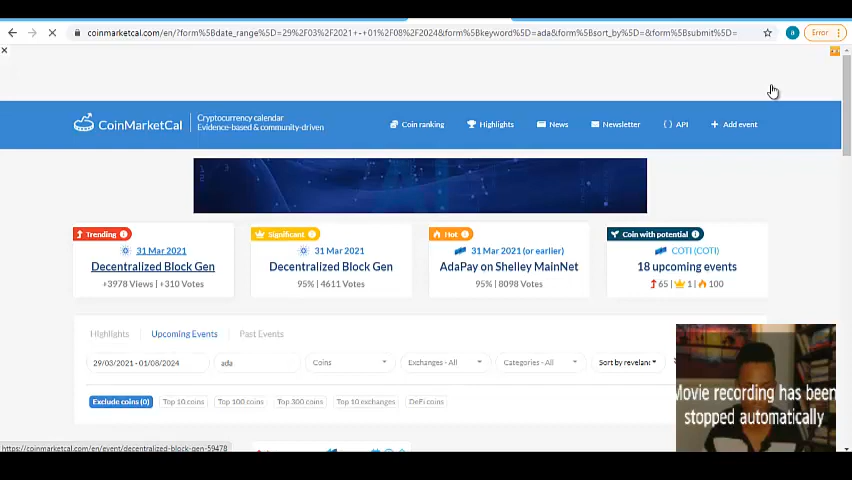 coinmarketcal.com/en/?form%5Bdate_range%5D=29%2F03%2F2021+-+01%2F08%2F2024&form%5Bkeyword%5D=ada&form%5Bsort_by%5D=&form%5Bsubmit%5D=
a
Error
CoinMarketCal
Cryptocurrency calendar
Evidence-based & community-driven
Coin ranking
Highlights
News
Newsletter
API
Add event
Trending
31 Mar 2021
Decentralized Block Gen
+3978 Views | +310 Votes
Significant
31 Mar 2021
Decentralized Block Gen
95% | 4611 Votes
Hot
31 Mar 2021 (or earlier)
AdaPay on Shelley MainNet
95% | 8098 Votes
Coin with potential
COTI (COTI)
18 upcoming events
65 | 1 | 100
Highlights
Upcoming Events
Past Events
29/03/2021 - 01/08/2024
ada
Coins
Exchanges - All
Categories - All
Sort by revelanc
Exclude coins (0)
Top 10 coins
Top 100 coins
Top 300 coins
Top 10 exchanges
DeFi coins
Movie recording has been
stopped automatically
https://coinmarketcal.com/en/event/decentralized-block-gen-59478